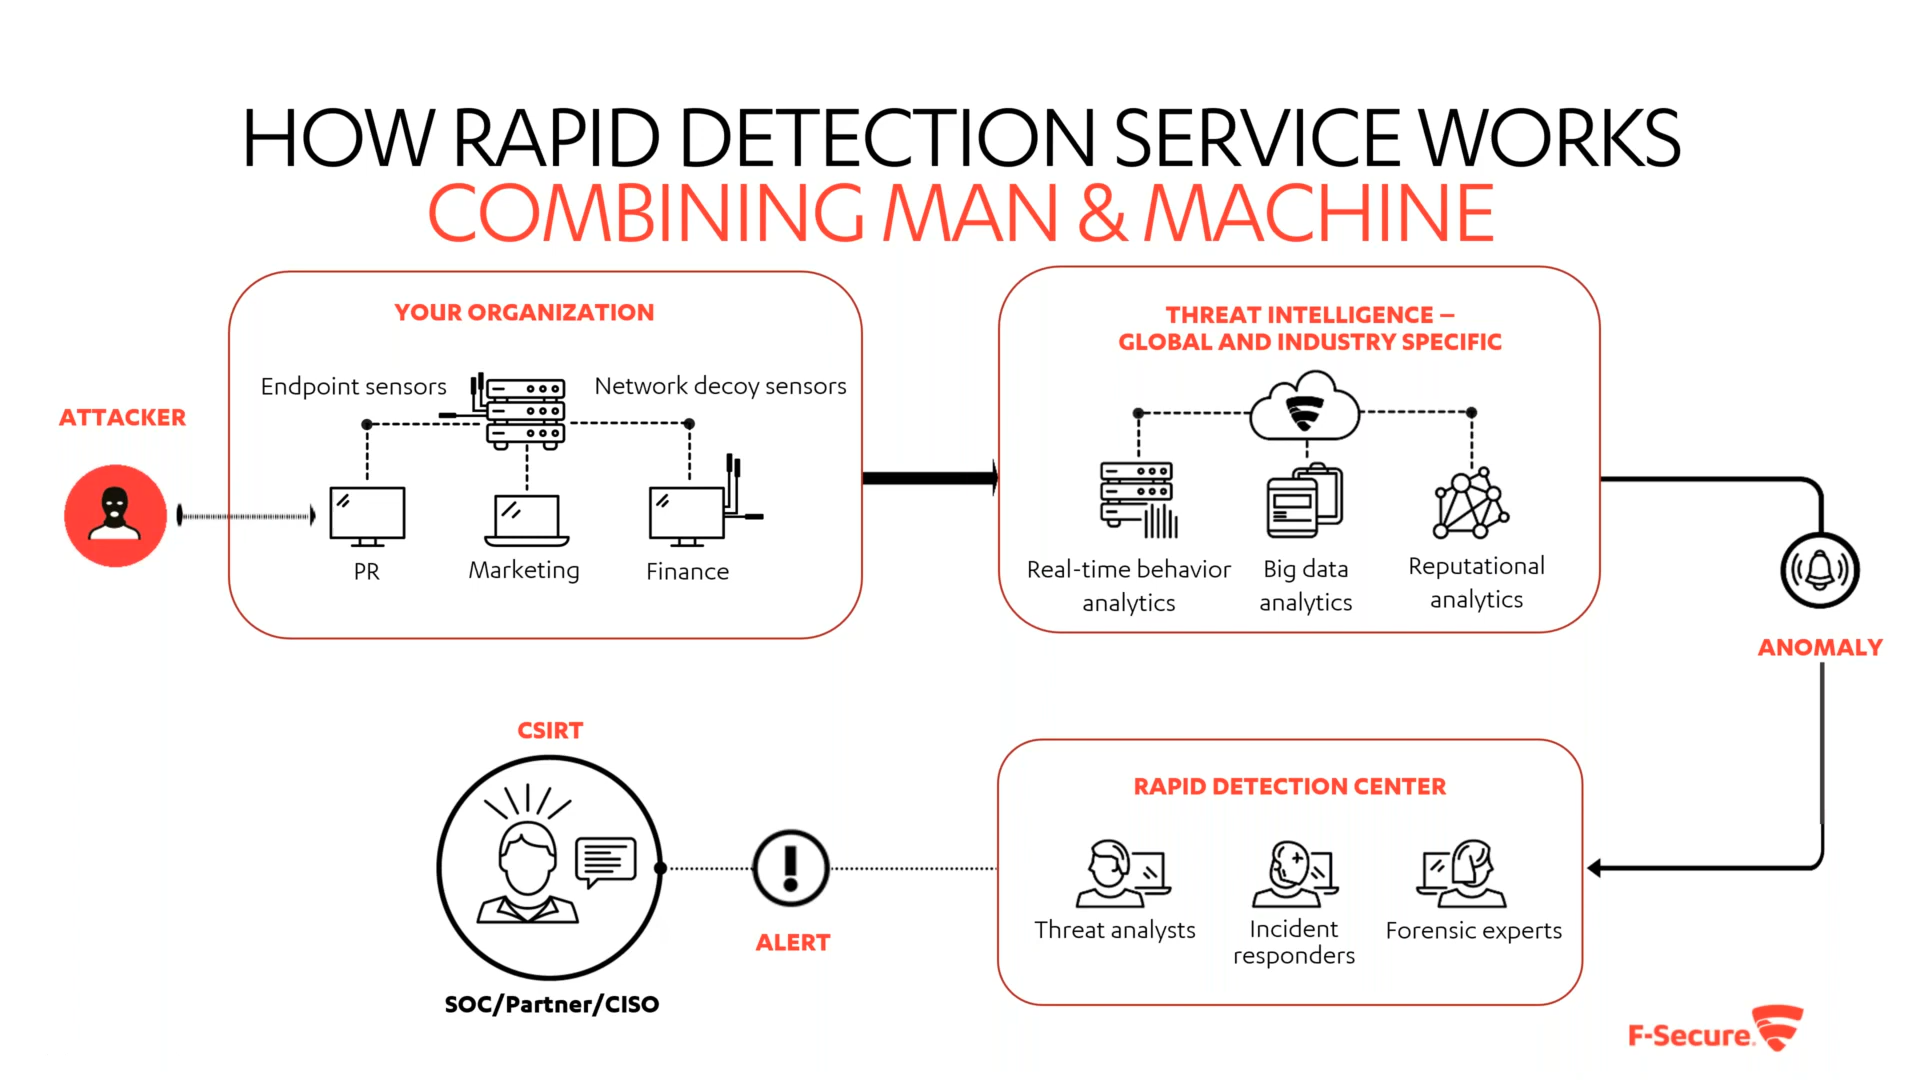 HOW RAPID DETECTION SERVICE WORKS
COMBINING MAN & MACHINE
YOUR ORGANIZATION
Endpoint sensors
Network decoy sensors
ATTACKER
PR
Marketing
Finance
THREAT INTELLIGENCE –
GLOBAL AND INDUSTRY SPECIFIC
Real-time behavior
analytics
Big data
analytics
Reputational
analytics
ANOMALY
RAPID DETECTION CENTER
Threat analysts
Incident
responders
Forensic experts
ALERT
CSIRT
SOC/Partner/CISO
F-Secure